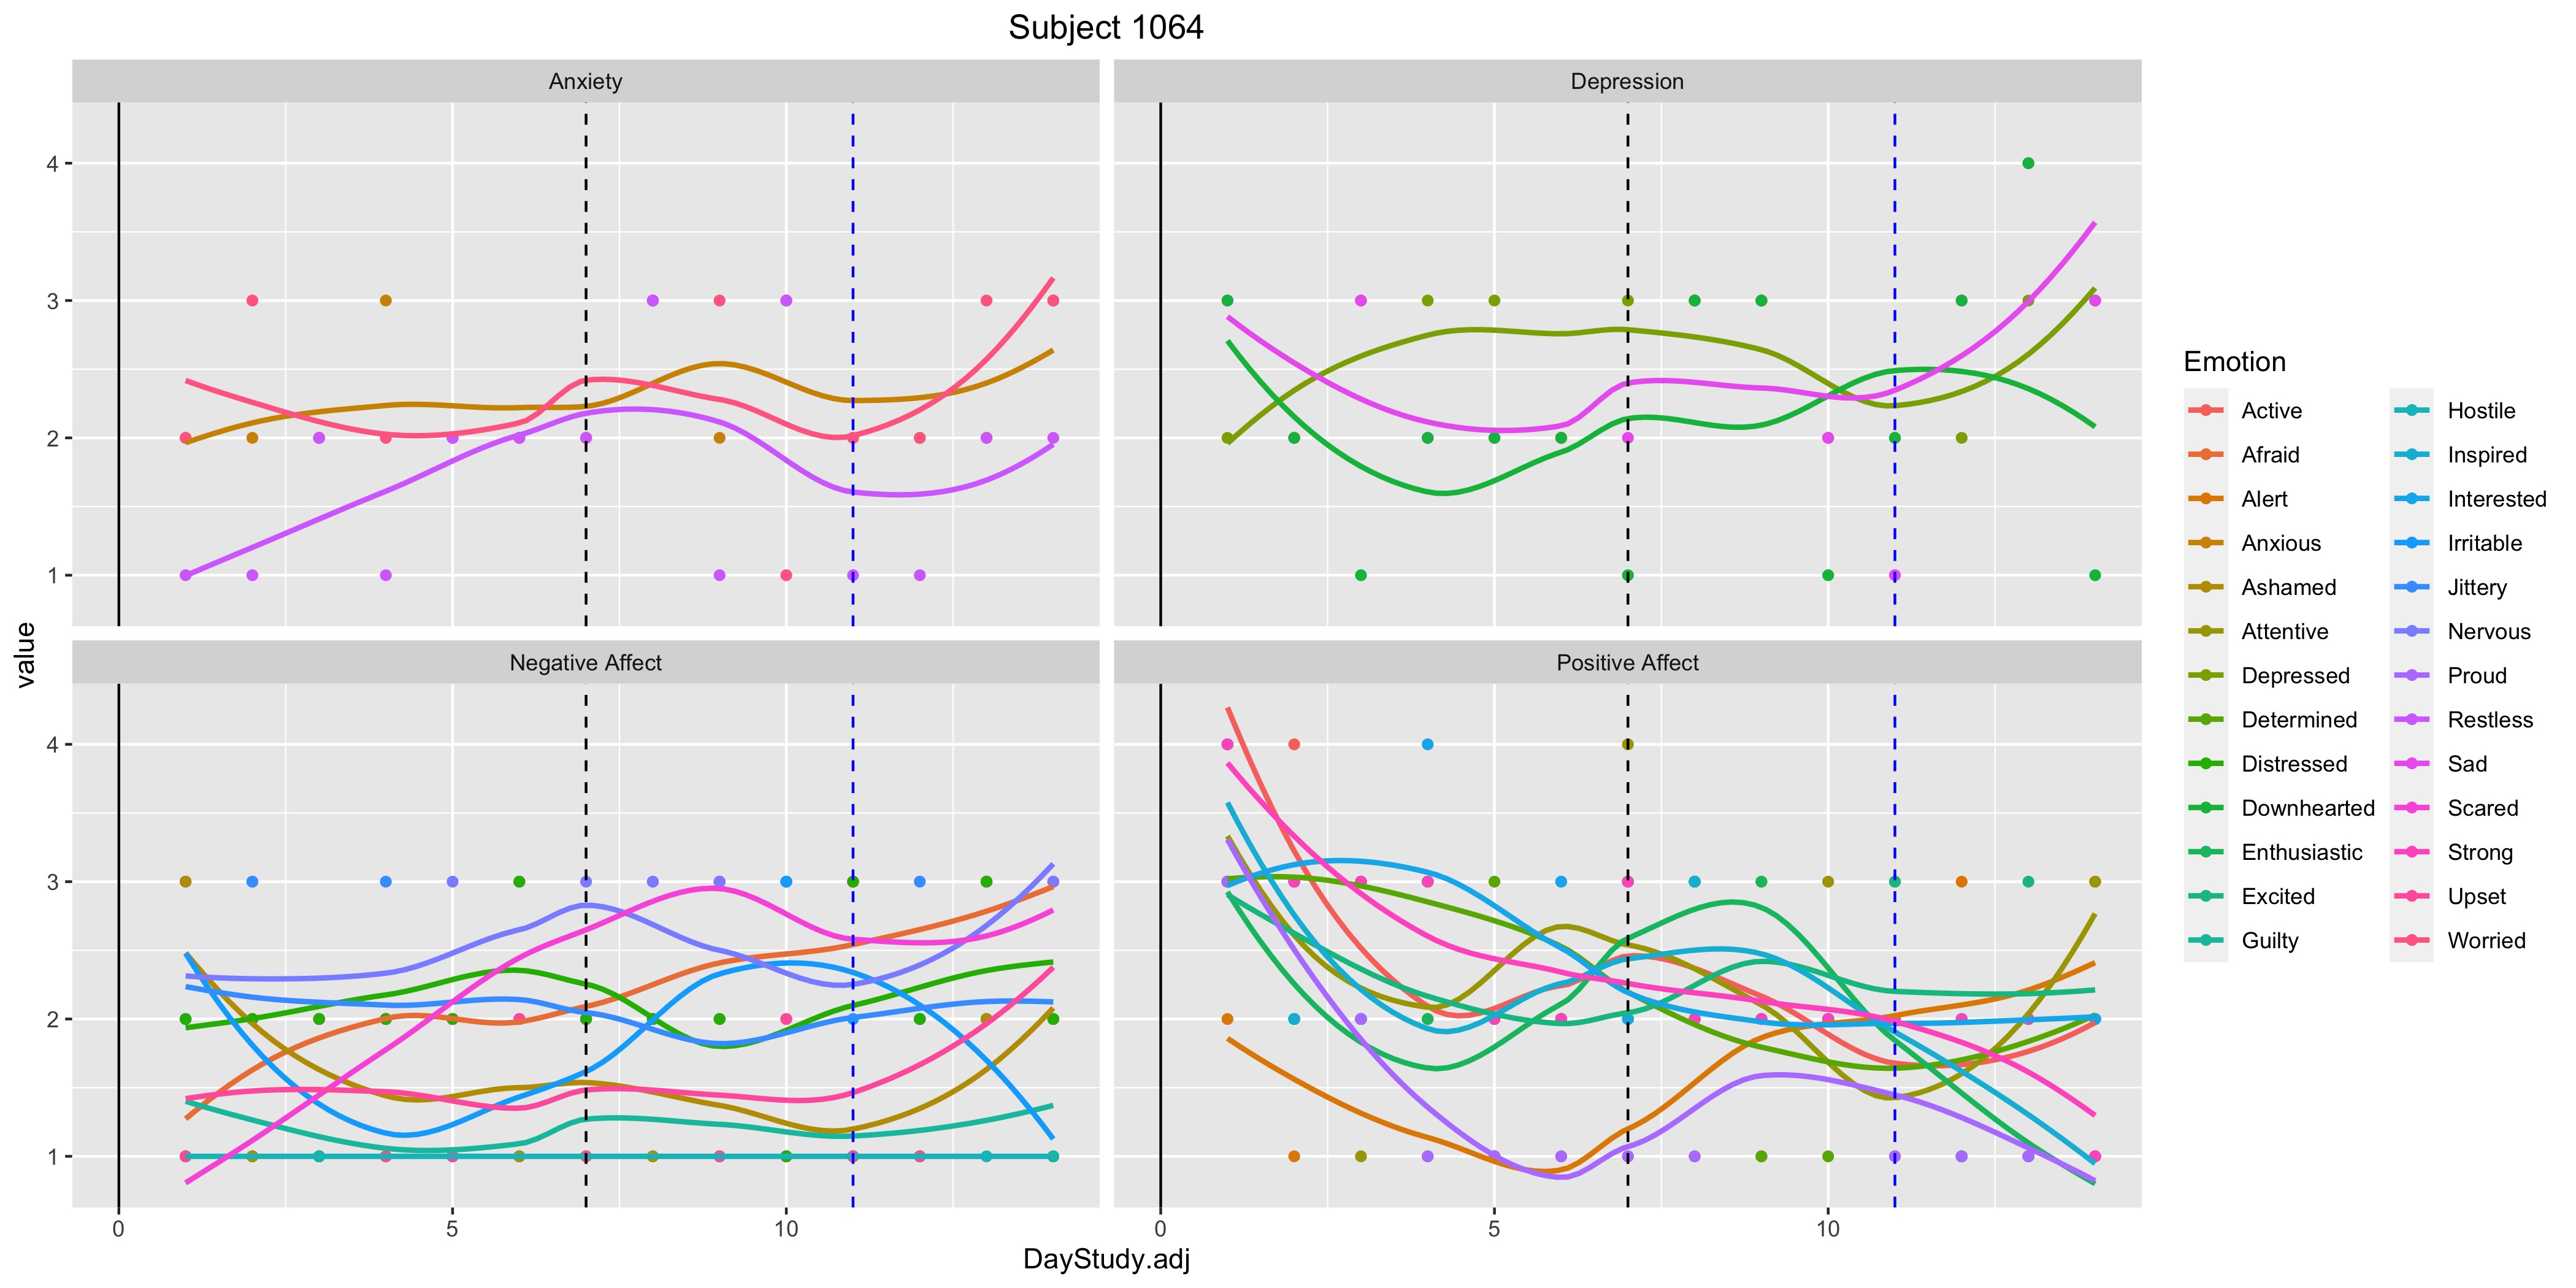 Subject 1064
Anxiety
Depression
4
3
2
1
value
Negative Affect
Positive Affect
4
3
2
1
0
5
10
0
5
10
DayStudy.adj
Emotion
Active
Afraid
Alert
Anxious
Ashamed
Attentive
Depressed
Determined
Distressed
Downhearted
Enthusiastic
Excited
Guilty
Hostile
Inspired
Interested
Irritable
Jittery
Nervous
Proud
Restless
Sad
Scared
Strong
Upset
Worried